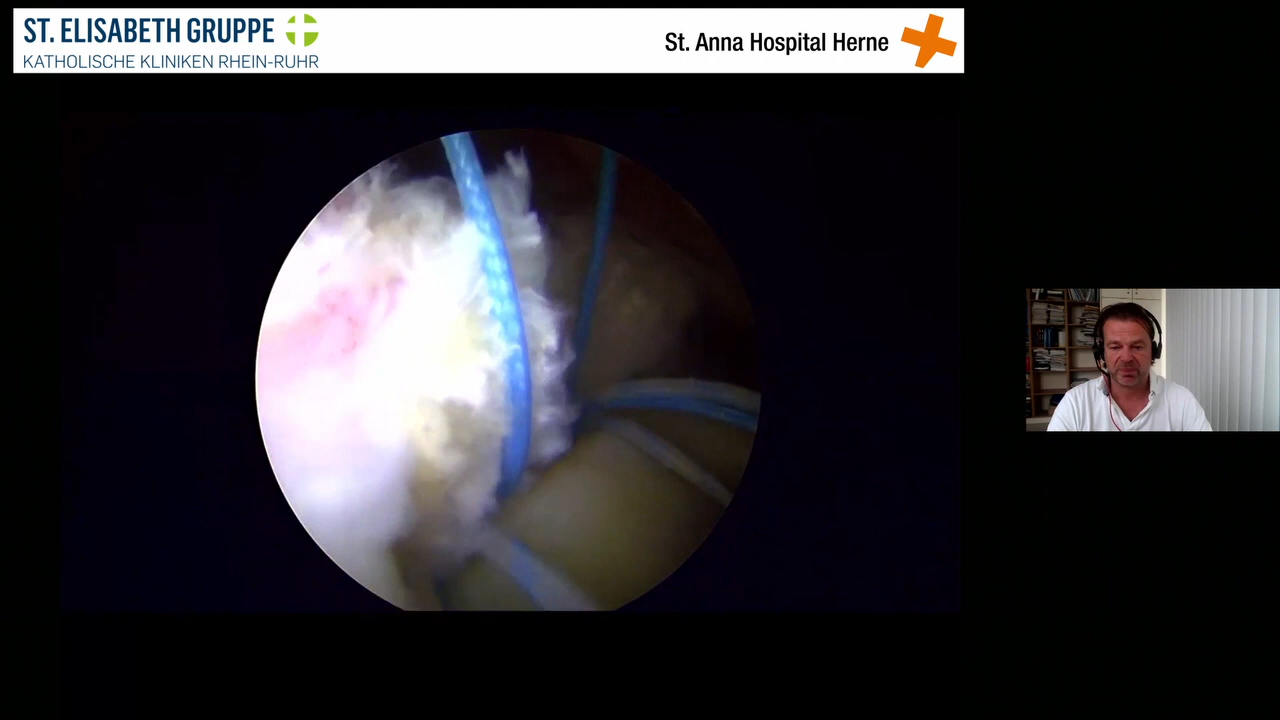 ST. ELISABETH GRUPPE
KATHOLISCHE KLINIKEN RHEIN-RUHR
St. Anna Hospital Herne